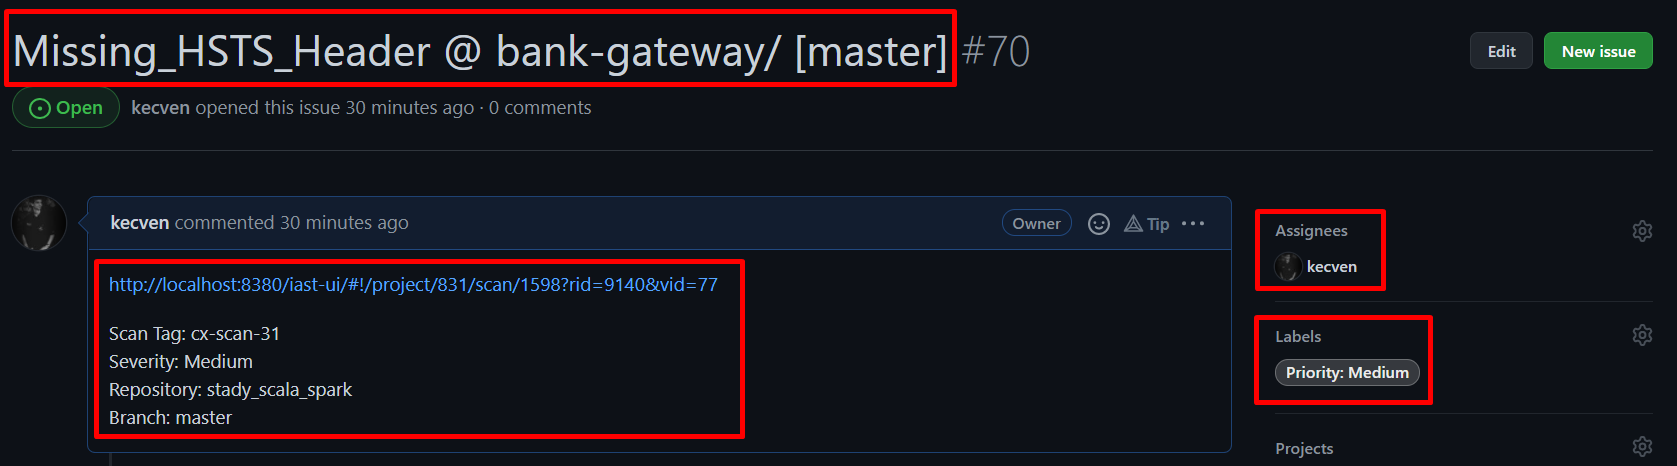 Missing_HSTS_Header @ bank-gateway/ [master] #70
Edit
New issue
Open
kecven opened this issue 30 minutes ago · 0 comments
kecven commented 30 minutes ago
Owner
Tip
http://localhost:8380/iast-ui/#!/project/831/scan/1598?rid=9140&vid=77
Scan Tag: cx-scan-31
Severity: Medium
Repository: stady_scala_spark
Branch: master
Assignees
kecven
Labels
Priority: Medium
Projects